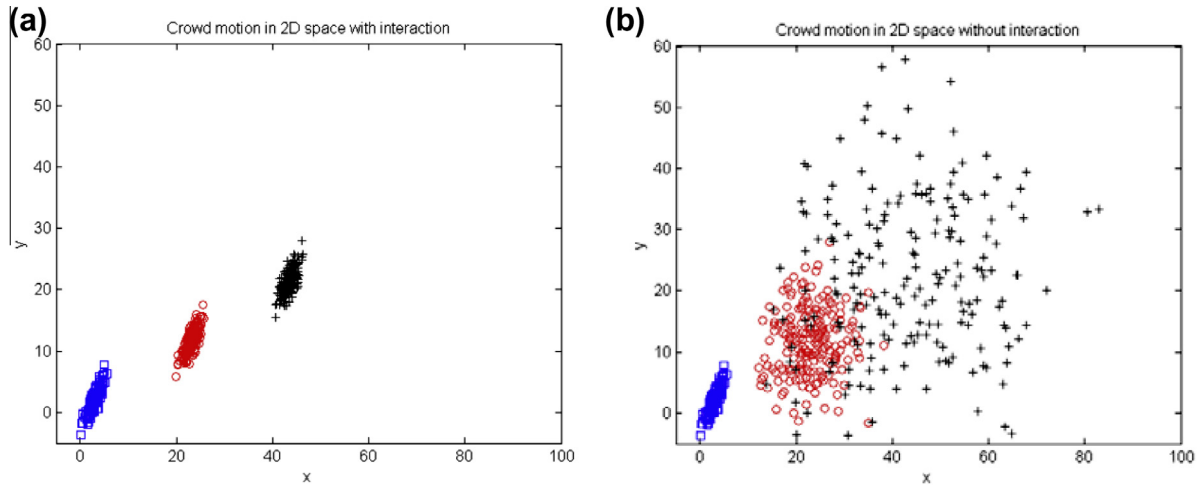 (a)
Crowd motion in 2D space with interaction
60
50
40
30
20
10
0
y
0 20 40 60 80 100
x
(b)
Crowd motion in 2D space without interaction
60
50
40
30
20
10
0
y
0 20 40 60 80 100
x